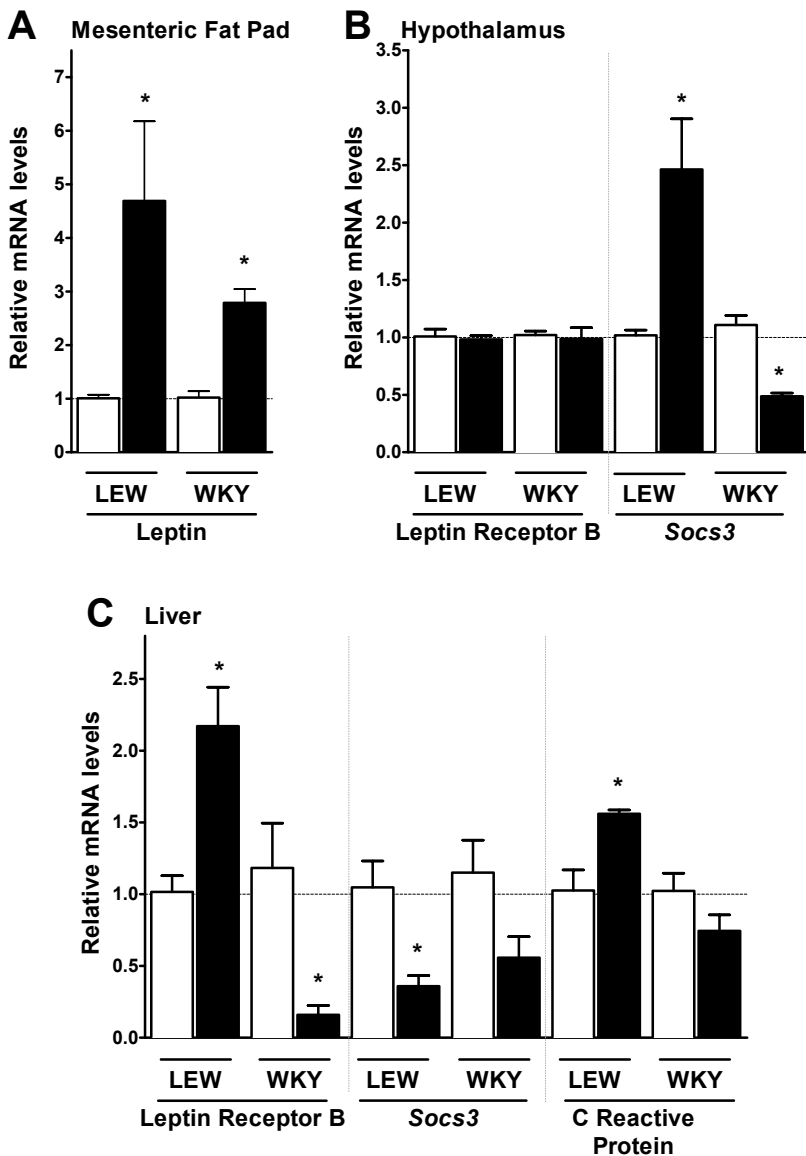 A Mesenteric Fat Pad
Relative mRNA levels
7
6
5
4
3
2
1
0
*
*
LEW WKY
Leptin
B Hypothalamus
Relative mRNA levels
3.5
3.0
2.5
2.0
1.5
1.0
0.5
0.0
*
*
LEW WKY LEW WKY
Leptin Receptor B Socs3
C Liver
Relative mRNA levels
2.5
2.0
1.5
1.0
0.5
0.0
*
*
*
*
LEW WKY LEW WKY LEW WKY
Leptin Receptor B Socs3 C Reactive
Protein